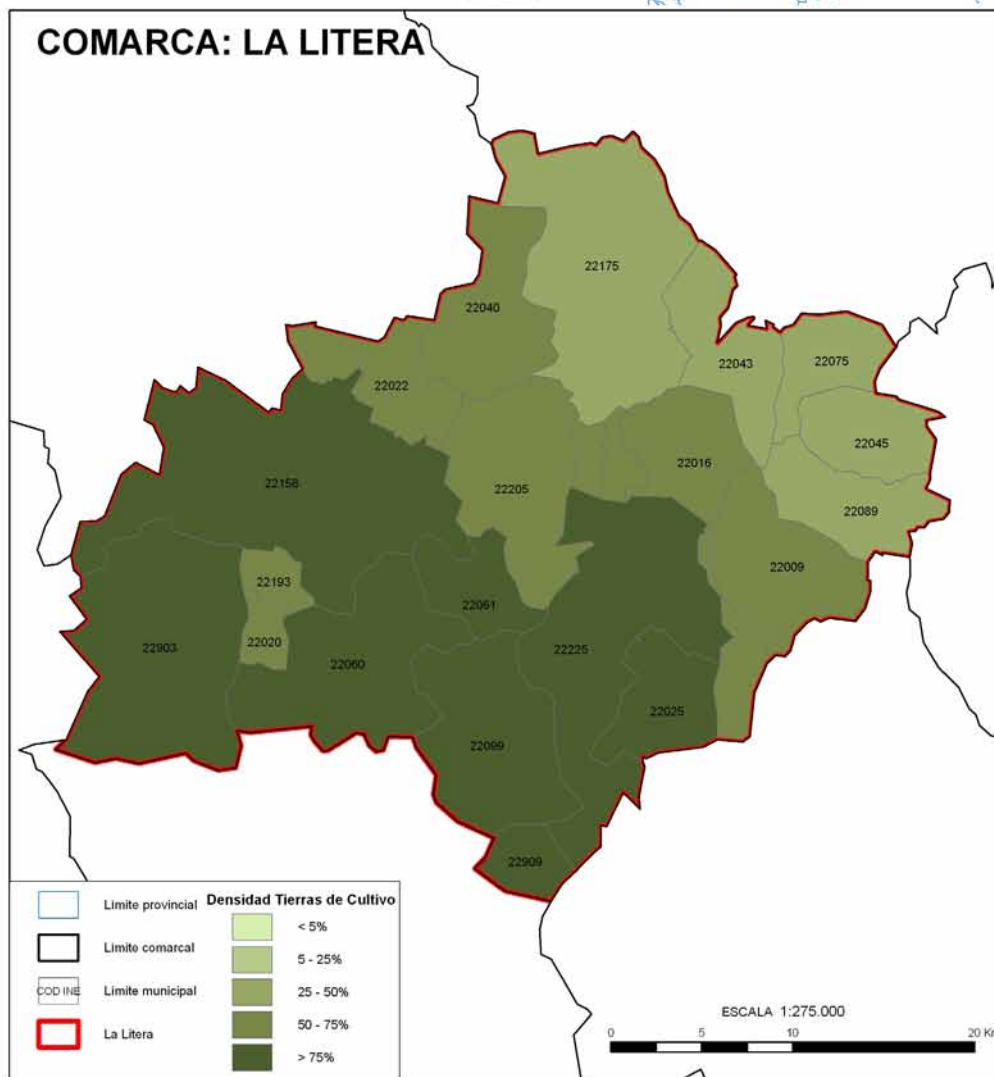 COMARCA: LA LITERA
22175
22040
22043
22075
22022
22045
22016
22158
22205
22089
22009
22193
22061
22020
22903
22060
22225
22025
22099
22909
Densidad Tierras de Cultivo
Limite provincial
< 5%
Limite comarcal
5 - 25%
COD INE
Limite municipal
25 - 50%
50 - 75%
La Litera
> 75%
ESCALA 1:275.000
0 5 10 20 Km